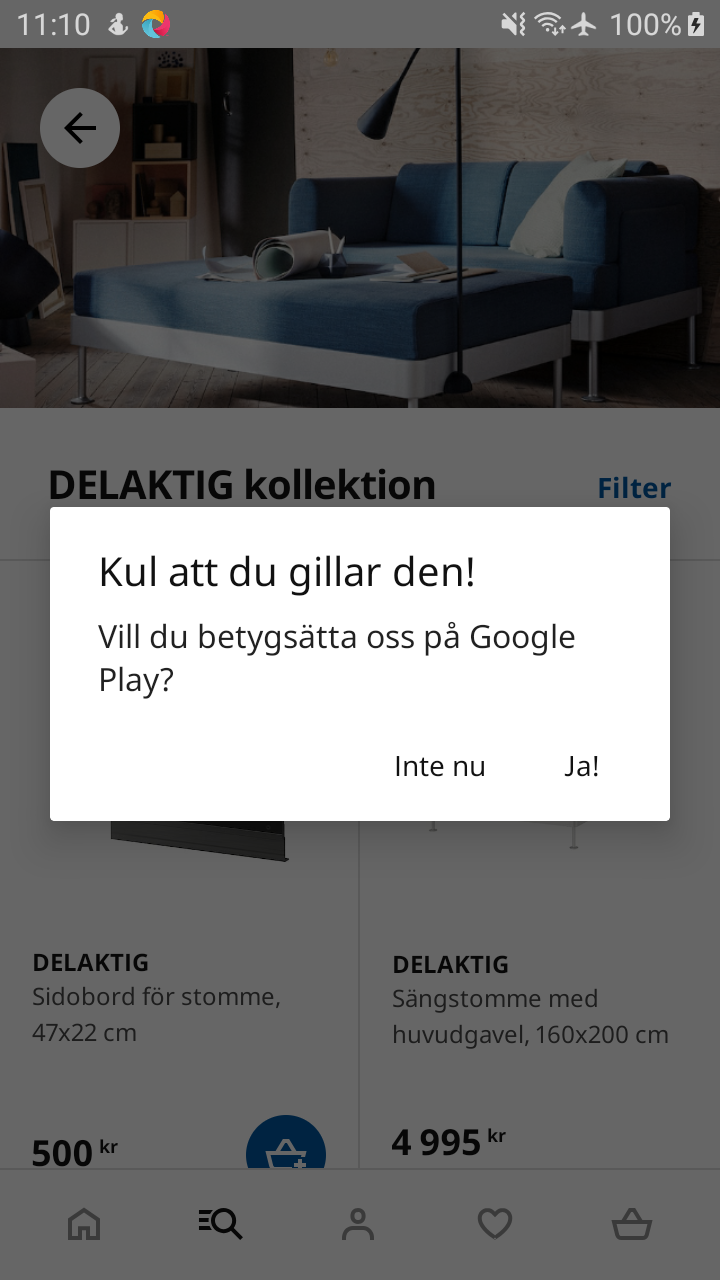 11:10
100%
DELAKTIG kollektion
Filter
Kul att du gillar den!
Vill du betygsätta oss på Google
Play?
Inte nu
Ja!
DELAKTIG
Sidobord för stomme,
47x22 cm
500 kr
DELAKTIG
Sängstomme med
huvudgavel, 160x200 cm
4 995 kr